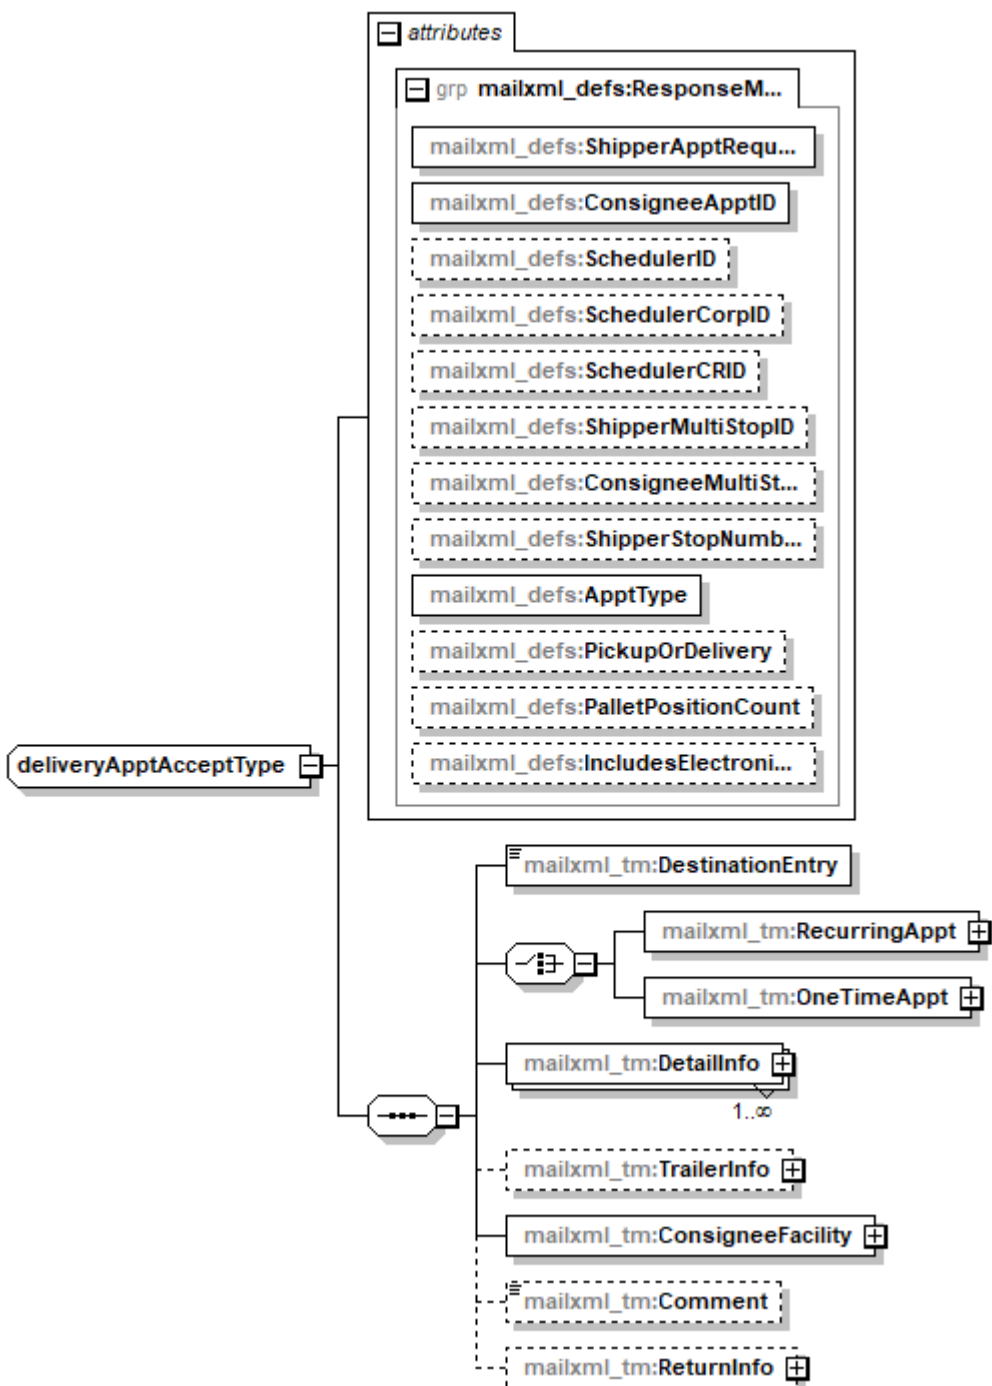 attributes
grp mailxml_defs:ResponseM...
mailxml_defs:ShipperApptRequ...
mailxml_defs:ConsigneeApptID
mailxml_defs:SchedulerID
mailxml_defs:SchedulerCorpID
mailxml_defs:SchedulerCRID
mailxml_defs:ShipperMultiStopID
mailxml_defs:ConsigneeMultiSt...
mailxml_defs:ShipperStopNumb...
mailxml_defs:ApptType
mailxml_defs:PickupOrDelivery
mailxml_defs:PalletPositionCount
mailxml_defs:IncludesElectroni...
deliveryApptAcceptType
mailxml_tm:DestinationEntry
mailxml_tm:RecurringAppt
mailxml_tm:OneTimeAppt
mailxml_tm:DetailInfo
1..∞
mailxml_tm:TrailerInfo
mailxml_tm:ConsigneeFacility
mailxml_tm:Comment
mailxml_tm:ReturnInfo